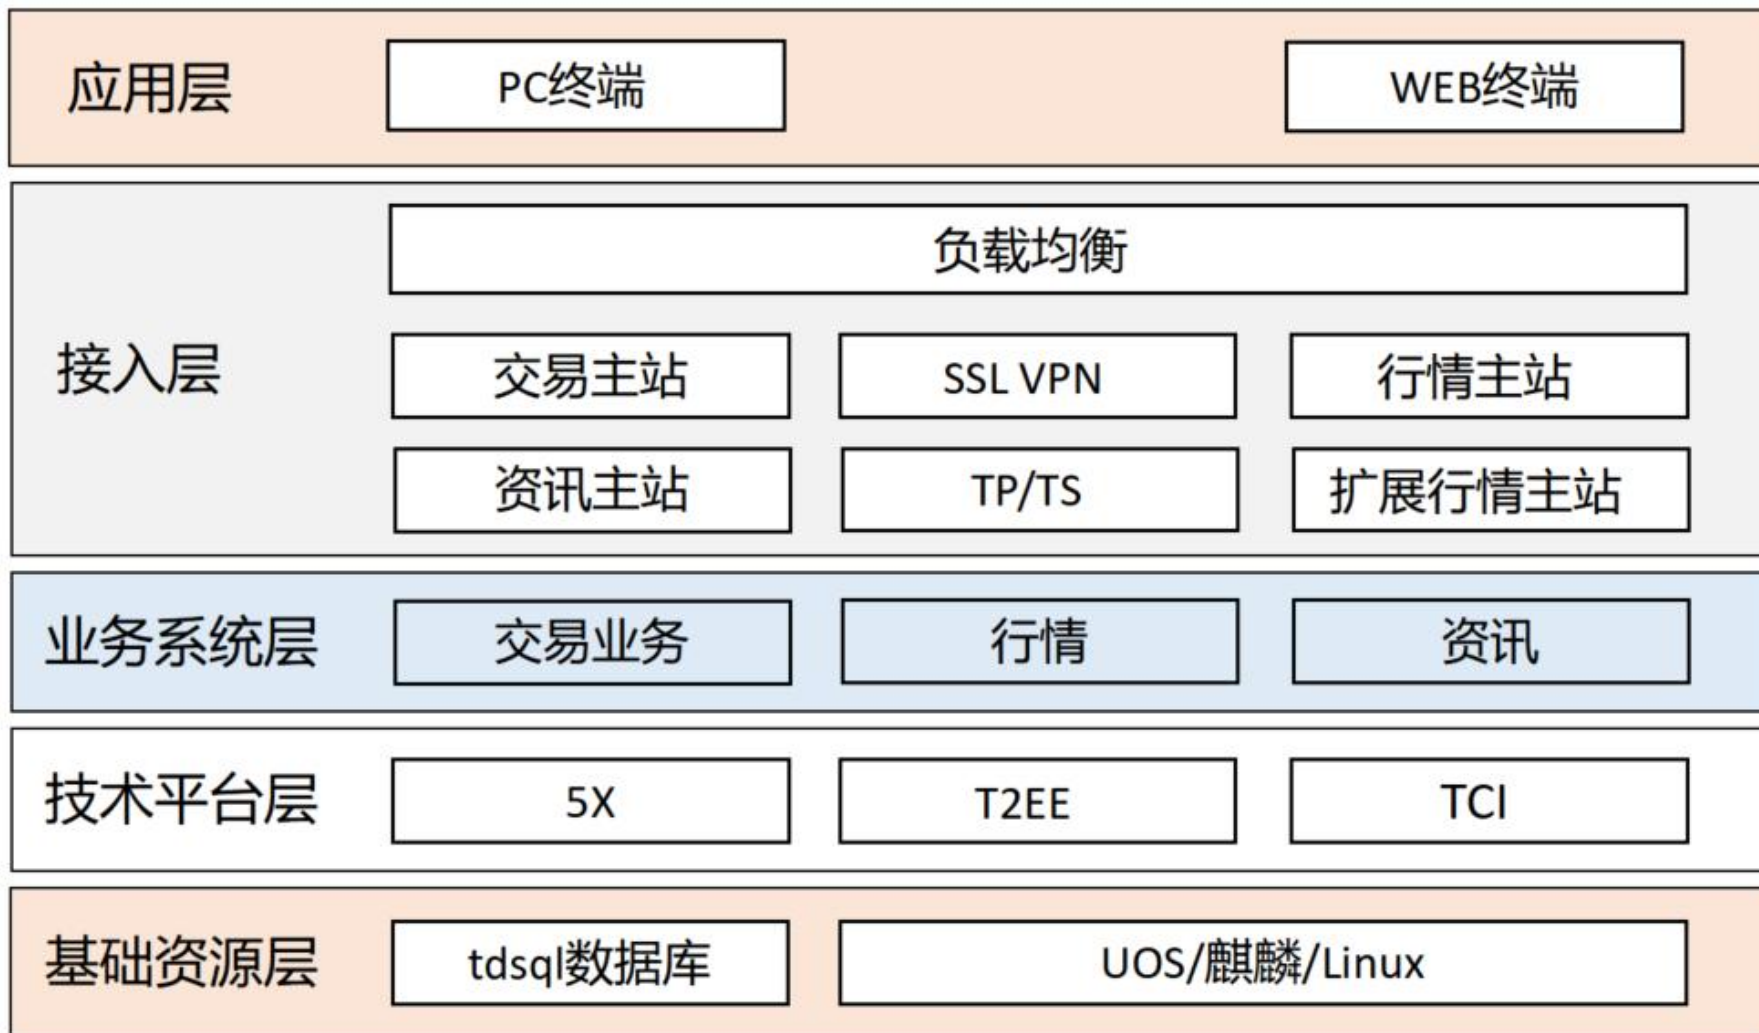 应用层 PC终端 WEB终端
负载均衡
接入层 交易主站 SSL VPN 行情主站
资讯主站 TP/TS 扩展行情主站
业务系统层 交易业务 行情 资讯
技术平台层 5X T2EE TCI
基础资源层 tdsql数据库 UOS/麒麟/Linux